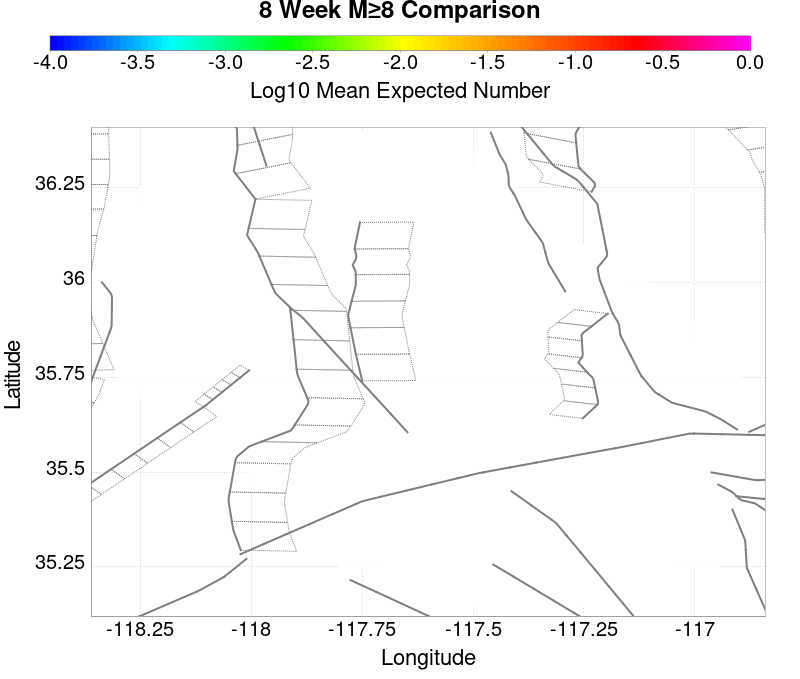 8 Week M≥8 Comparison
-4.0 -3.5 -3.0 -2.5 -2.0 -1.5 -1.0 -0.5 0.0
Log10 Mean Expected Number
36.25
36
35.75
35.5
35.25
Latitude
-118.25 -118 -117.75 -117.5 -117.25 -117
Longitude